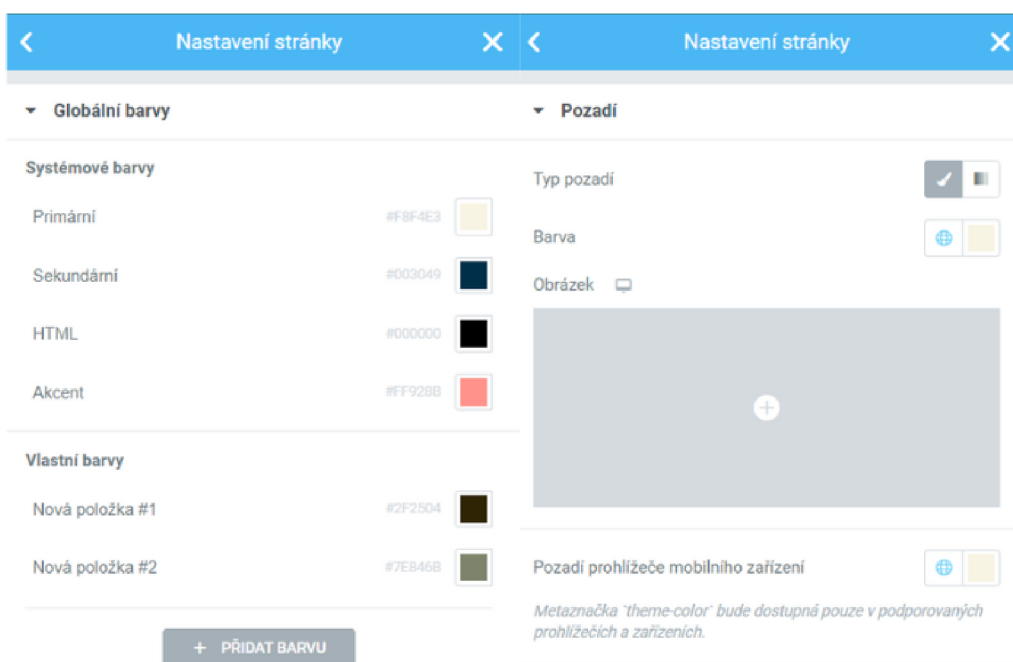 Nastavení stránky
Globální barvy
Systémové barvy
Primární #F8F4E3
Sekundární #003049
HTML #000000
Akcent #FF928B
Vlastní barvy
Nová položka #1 #2F2504
Nová položka #2 #7E846B
+ PŘIDAT BARVU
Nastavení stránky
Pozadí
Typ pozadí
Barva
Obrázek
Pozadí prohlížeče mobilního zařízení
Metaznačka `theme-color` bude dostupná pouze v podporovaných
prohlížečích a zařízeních.